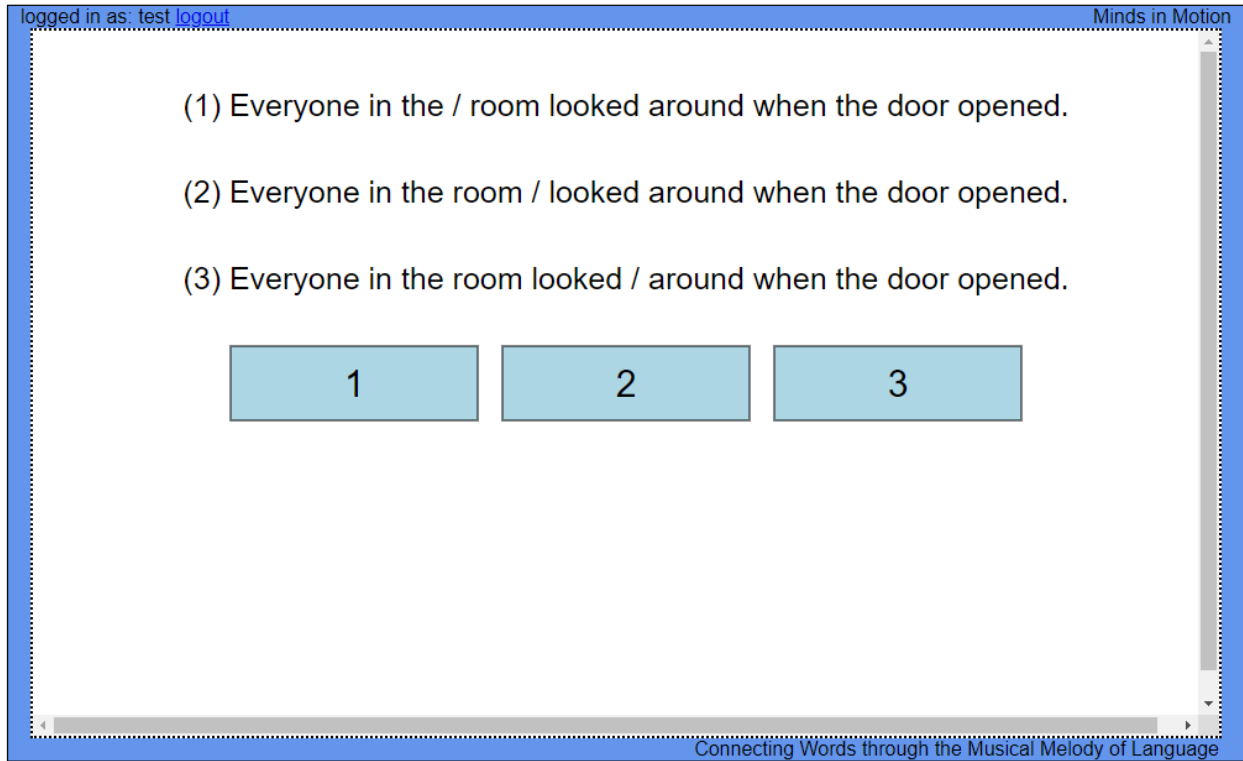 logged in as: test logout
Minds in Motion
(1) Everyone in the / room looked around when the door opened.
(2) Everyone in the room / looked around when the door opened.
(3) Everyone in the room looked / around when the door opened.
1
2
3
Connecting Words through the Musical Melody of Language